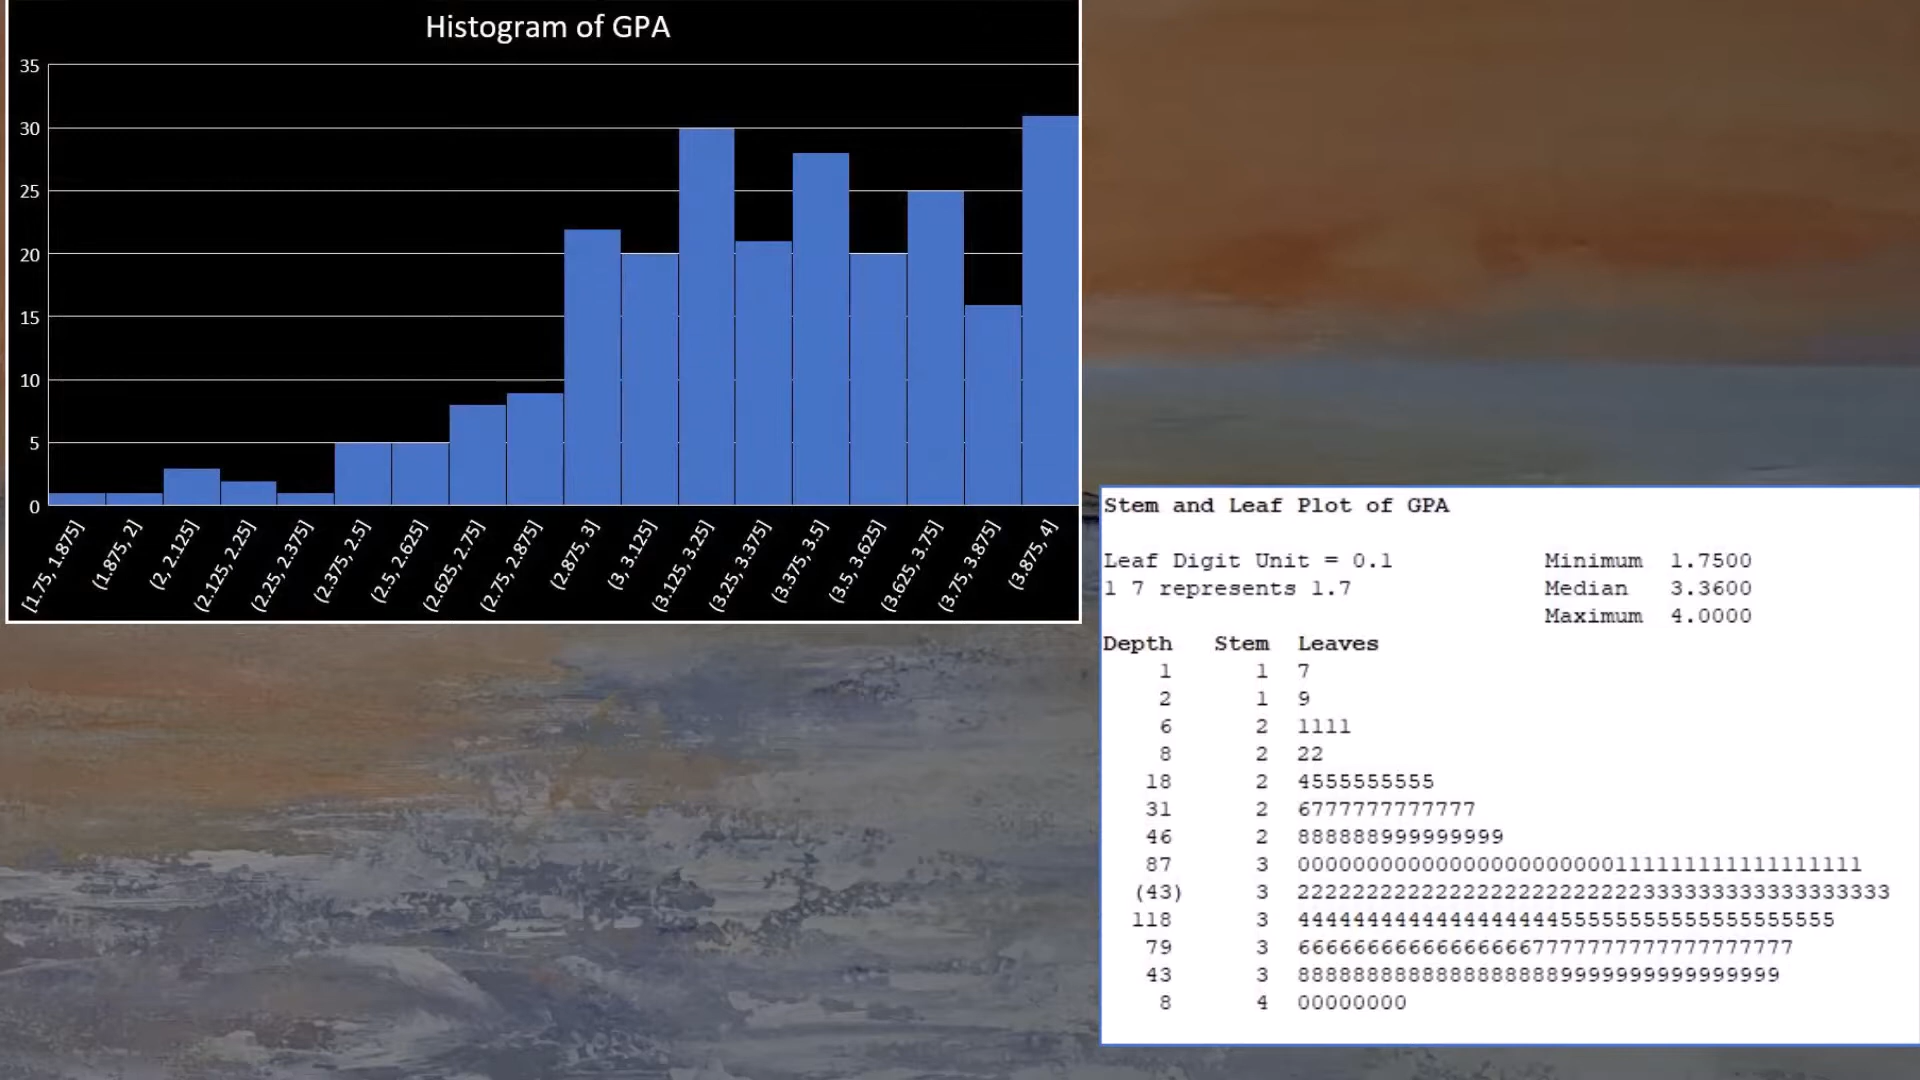 Histogram of GPA
35
30
25
20
15
10
5
0
[1.75, 1.875]
(1.875, 2]
(2, 2.125]
(2.125, 2.25]
(2.25, 2.375]
(2.375, 2.5]
(2.5, 2.625]
(2.625, 2.75]
(2.75, 2.875]
(2.875, 3]
(3, 3.125]
(3.125, 3.25]
(3.25, 3.375]
(3.375, 3.5]
(3.5, 3.625]
(3.625, 3.75]
(3.75, 3.875]
(3.875, 4]
Stem and Leaf Plot of GPA
Leaf Digit Unit = 0.1 Minimum 1.7500
1 7 represents 1.7 Median 3.3600
Maximum 4.0000
Depth Stem Leaves
1 1 7
2 1 9
6 2 1111
8 2 22
18 2 4555555555
31 2 6777777777777
46 2 888888999999999
87 3 00000000000000000000000111111111111111111
(43) 3 2222222222222222222222222333333333333333333
118 3 444444444444444444455555555555555555555
79 3 666666666666666667777777777777777777
43 3 88888888888888888889999999999999999
8 4 00000000